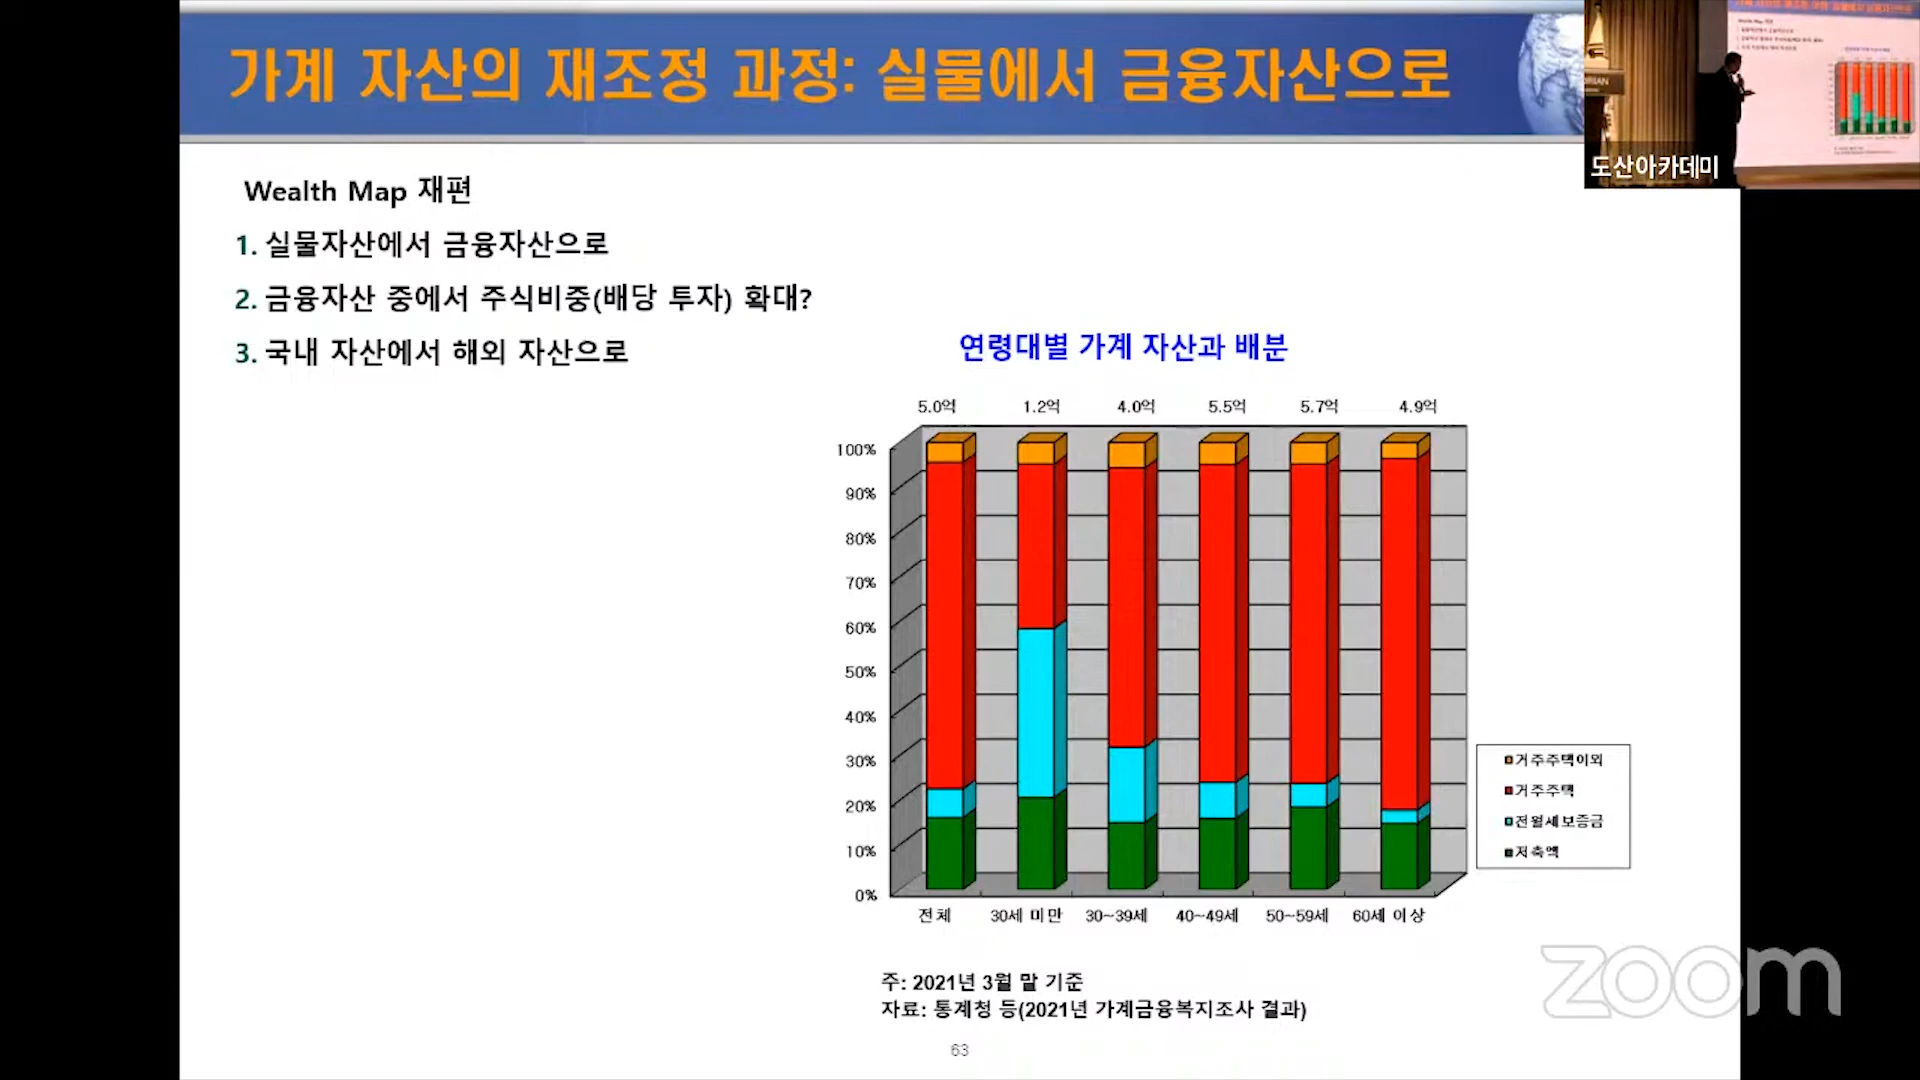 가계 자산의 재조정 과정: 실물에서 금융자산으로
도산아카데미
Wealth Map 재편
1. 실물자산에서 금융자산으로
2. 금융자산 중에서 주식비중(배당 투자) 확대?
3. 국내 자산에서 해외 자산으로
연령대별 가계 자산과 배분
5.0억 1.2억 4.0억 5.5억 5.7억 4.9억
100%
90%
80%
70%
60%
50%
40%
30%
20%
10%
0%
전체 30세 미만 30~39세 40~49세 50~59세 60세 이상
거주주택이외
거주주택
전월세보증금
저축액
주: 2021년 3월 말 기준
자료: 통계청 등(2021년 가계금융복지조사 결과)
63
zoom